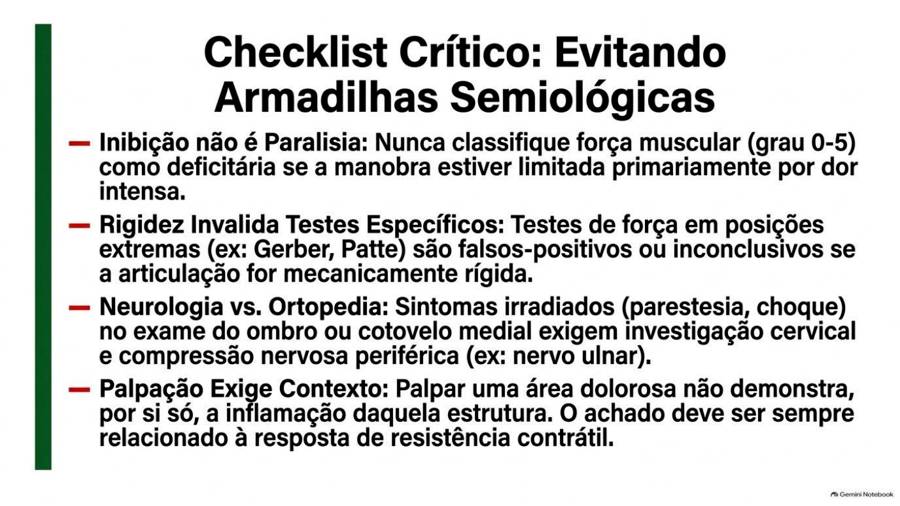 Checklist Crítico: Evitando
Armadilhas Semiológicas
Inibição não é Paralisia: Nunca classifique força muscular (grau 0-5)
como deficitária se a manobra estiver limitada primariamente por dor
intensa.
Rigidez Invalida Testes Específicos: Testes de força em posições
extremas (ex: Gerber, Patte) são falsos-positivos ou inconclusivos se
a articulação for mecanicamente rígida.
Neurologia vs. Ortopedia: Sintomas irradiados (parestesia, choque)
no exame do ombro ou cotovelo medial exigem investigação cervical
e compressão nervosa periférica (ex: nervo ulnar).
Palpação Exige Contexto: Palpar uma área dolorosa não demonstra,
por si só, a inflamação daquela estrutura. O achado deve ser sempre
relacionado à resposta de resistência contrátil.
Gemini Notebook